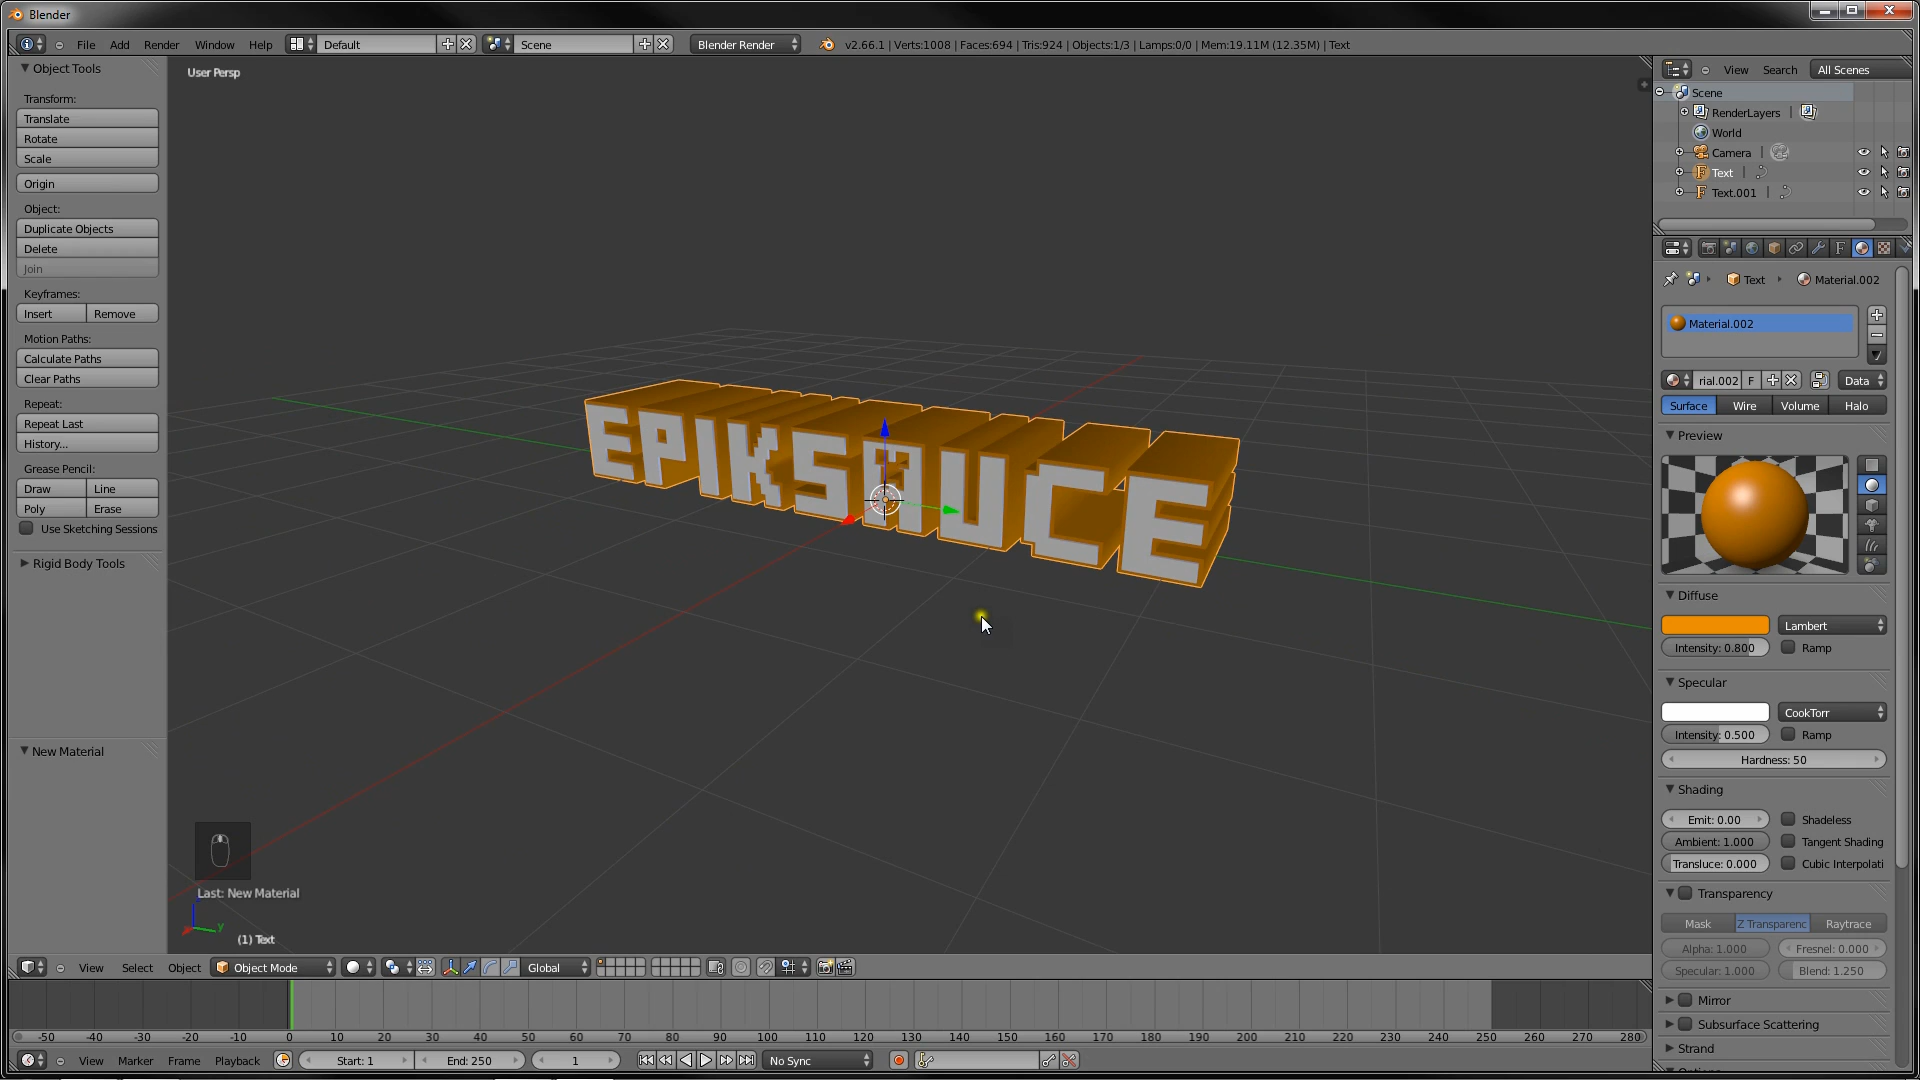 Blender
File Add Render Window Help Default Scene Blender Render v2.66.1 | Verts:1008 | Faces:694 | Tris:924 | Objects:1/3 | Lamps:0/0 | Mem:19.11M (12.35M) | Text
Object Tools
Transform:
Translate
Rotate
Scale
Origin
Object:
Duplicate Objects
Delete
Join
Keyframes:
Insert Remove
Motion Paths:
Calculate Paths
Clear Paths
Repeat:
Repeat Last
History...
Grease Pencil:
Draw Line
Poly Erase
Use Sketching Sessions
Rigid Body Tools
New Material
User Persp
EPIKSAUCE
Last: New Material
y
(1) Text
View Search All Scenes
Scene
RenderLayers |
World
Camera |
Text |
Text.001 |
Text Material.002
Material.002
rial.002 F Data
Surface Wire Volume Halo
Preview
Diffuse
Lambert
Intensity: 0.800 Ramp
Specular
CookTorr
Intensity: 0.500 Ramp
Hardness: 50
Shading
Emit: 0.00 Shadeless
Ambient: 1.000 Tangent Shading
Transluce: 0.000 Cubic Interpolati
Transparency
Mask Z Transparenc Raytrace
Alpha: 1.000 Fresnel: 0.000
Specular: 1.000 Blend: 1.250
Mirror
Subsurface Scattering
Strand
View Select Object Object Mode Global
-50 -40 -30 -20 -10 0 10 20 30 40 50 60 70 80 90 100 110 120 130 140 150 160 170 180 190 200 210 220 230 240 250 260 270 280
View Marker Frame Playback Start: 1 End: 250 1 No Sync